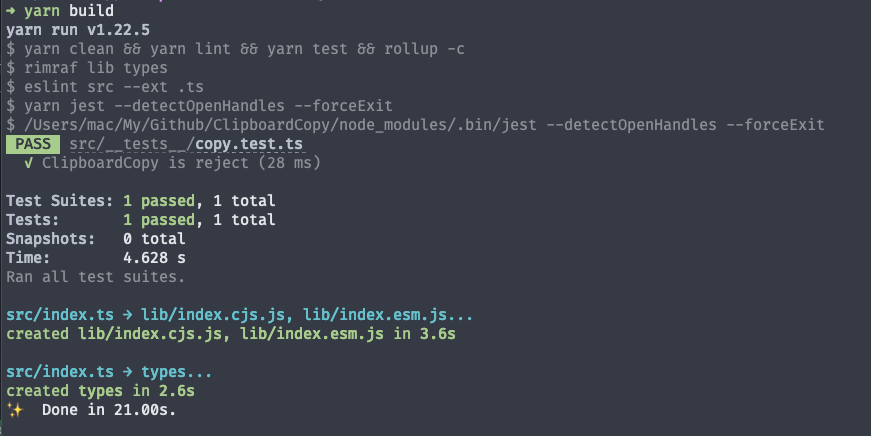 → yarn build
yarn run v1.22.5
$ yarn clean && yarn lint && yarn test && rollup -c
$ rimraf lib types
$ eslint src --ext .ts
$ yarn jest --detectOpenHandles --forceExit
$ /Users/mac/My/Github/ClipboardCopy/node_modules/.bin/jest --detectOpenHandles --forceExit
PASS src/__tests__/copy.test.ts
√ ClipboardCopy is reject (28 ms)
Test Suites: 1 passed, 1 total
Tests: 1 passed, 1 total
Snapshots: 0 total
Time: 4.628 s
Ran all test suites.
src/index.ts → lib/index.cjs.js, lib/index.esm.js...
created lib/index.cjs.js, lib/index.esm.js in 3.6s
src/index.ts → types...
created types in 2.6s
✨ Done in 21.00s.